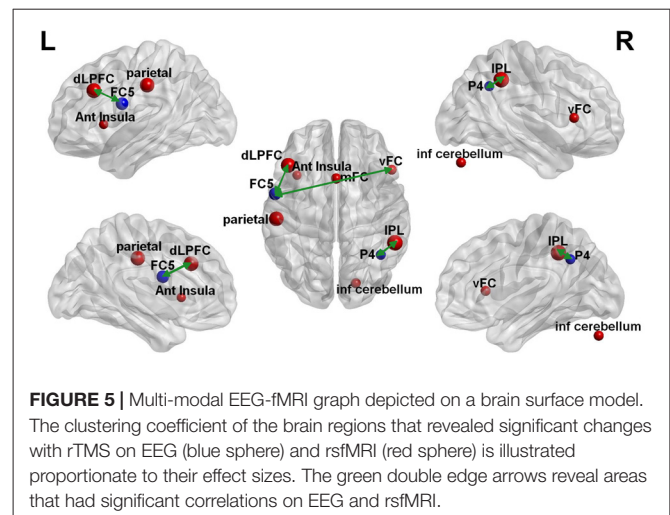 L
R
dLPFC
parietal
FC5
Ant Insula
IPL
P4
vFC
inf cerebellum
dLPFC
Ant Insula
vFC
FC5
mFC
parietal
IPL
P4
inf cerebellum
parietal
dLPFC
FC5
Ant Insula
IPL
P4
vFC
inf cerebellum
FIGURE 5 | Multi-modal EEG-fMRI graph depicted on a brain surface model.
The clustering coefficient of the brain regions that revealed significant changes
with rTMS on EEG (blue sphere) and rsfMRI (red sphere) is illustrated
proportionate to their effect sizes. The green double edge arrows reveal areas
that had significant correlations on EEG and rsfMRI.